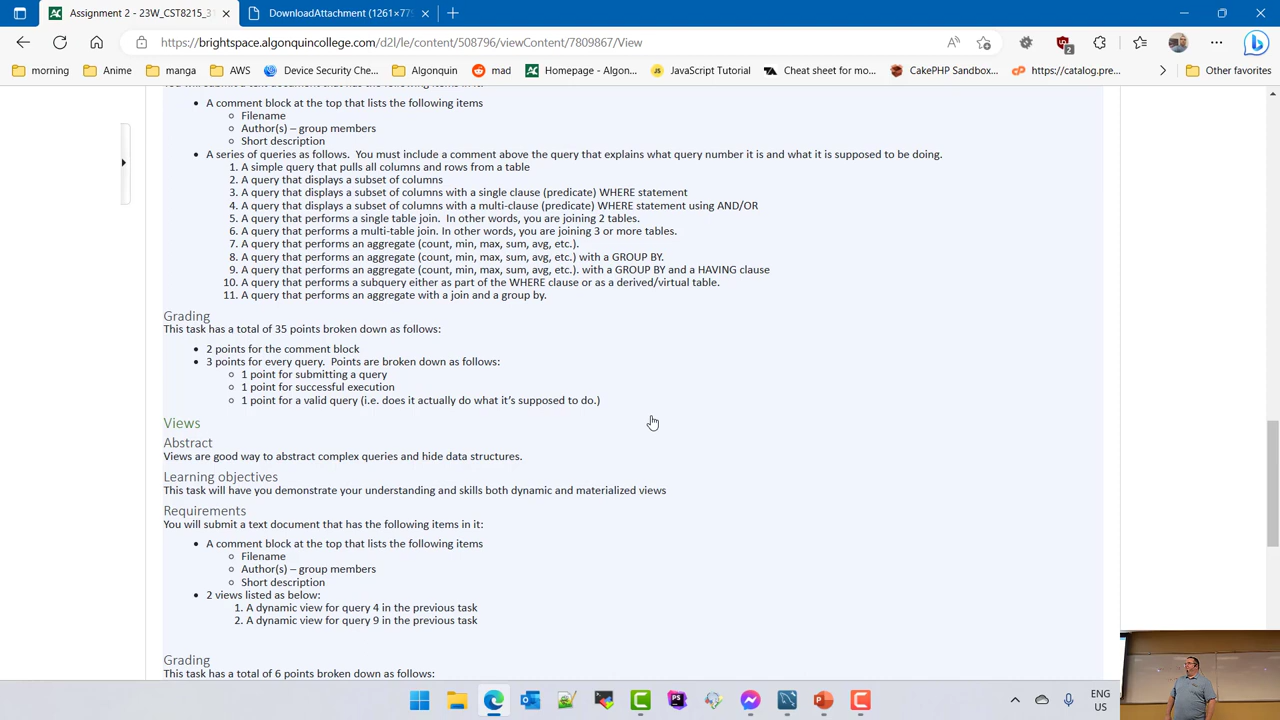 Assignment 2 - 23W_CST8215_3
DownloadAttachment (1261×77
https://brightspace.algonquincollege.com/d2l/le/content/508796/viewContent/7809867/View
2
morning
Anime
manga
AWS
Device Security Che...
Algonquin
mad
Homepage - Algon...
JavaScript Tutorial
Cheat sheet for mo...
CakePHP Sandbox...
https://catalog.pre...
Other favorites
• A comment block at the top that lists the following items
○ Filename
○ Author(s) – group members
○ Short description
• A series of queries as follows. You must include a comment above the query that explains what query number it is and what it is supposed to be doing.
1. A simple query that pulls all columns and rows from a table
2. A query that displays a subset of columns
3. A query that displays a subset of columns with a single clause (predicate) WHERE statement
4. A query that displays a subset of columns with a multi-clause (predicate) WHERE statement using AND/OR
5. A query that performs a single table join. In other words, you are joining 2 tables.
6. A query that performs a multi-table join. In other words, you are joining 3 or more tables.
7. A query that performs an aggregate (count, min, max, sum, avg, etc.).
8. A query that performs an aggregate (count, min, max, sum, avg, etc.) with a GROUP BY.
9. A query that performs an aggregate (count, min, max, sum, avg, etc.). with a GROUP BY and a HAVING clause
10. A query that performs a subquery either as part of the WHERE clause or as a derived/virtual table.
11. A query that performs an aggregate with a join and a group by.
Grading
This task has a total of 35 points broken down as follows:
• 2 points for the comment block
• 3 points for every query. Points are broken down as follows:
○ 1 point for submitting a query
○ 1 point for successful execution
○ 1 point for a valid query (i.e. does it actually do what it's supposed to do.)
Views
Abstract
Views are good way to abstract complex queries and hide data structures.
Learning objectives
This task will have you demonstrate your understanding and skills both dynamic and materialized views
Requirements
You will submit a text document that has the following items in it:
• A comment block at the top that lists the following items
○ Filename
○ Author(s) – group members
○ Short description
• 2 views listed as below:
1. A dynamic view for query 4 in the previous task
2. A dynamic view for query 9 in the previous task
Grading
This task has a total of 6 points broken down as follows:
ENG
US